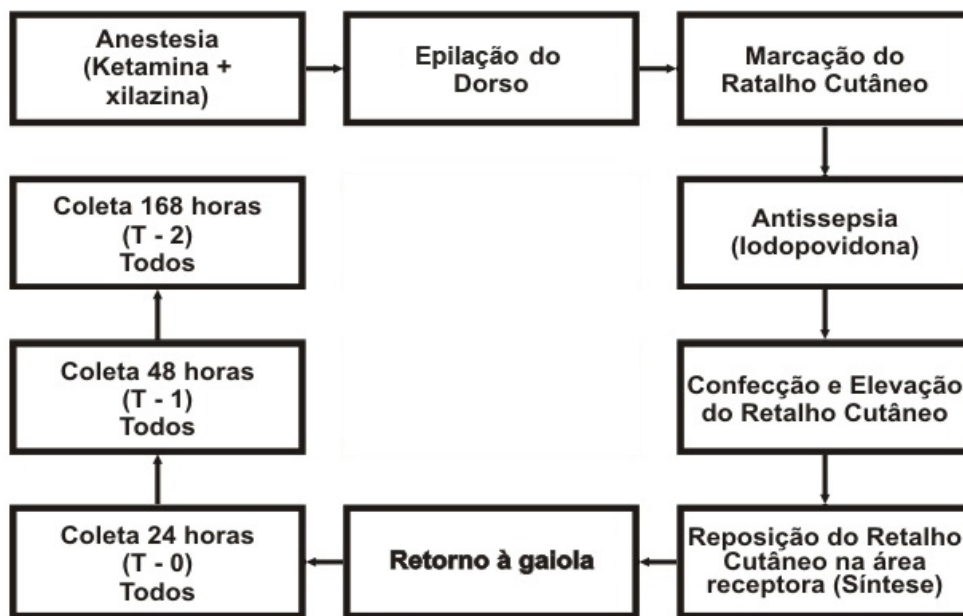 Anestesia
(Ketamina +
xilazina)
Epilação do
Dorso
Marcação do
Ratalho Cutâneo
Antissepsia
(Iodopovidona)
Confecção e Elevação
do Retalho Cutâneo
Reposição do Retalho
Cutâneo na área
receptora (Síntese)
Retorno à gaiola
Coleta 24 horas
(T - 0)
Todos
Coleta 48 horas
(T - 1)
Todos
Coleta 168 horas
(T - 2)
Todos